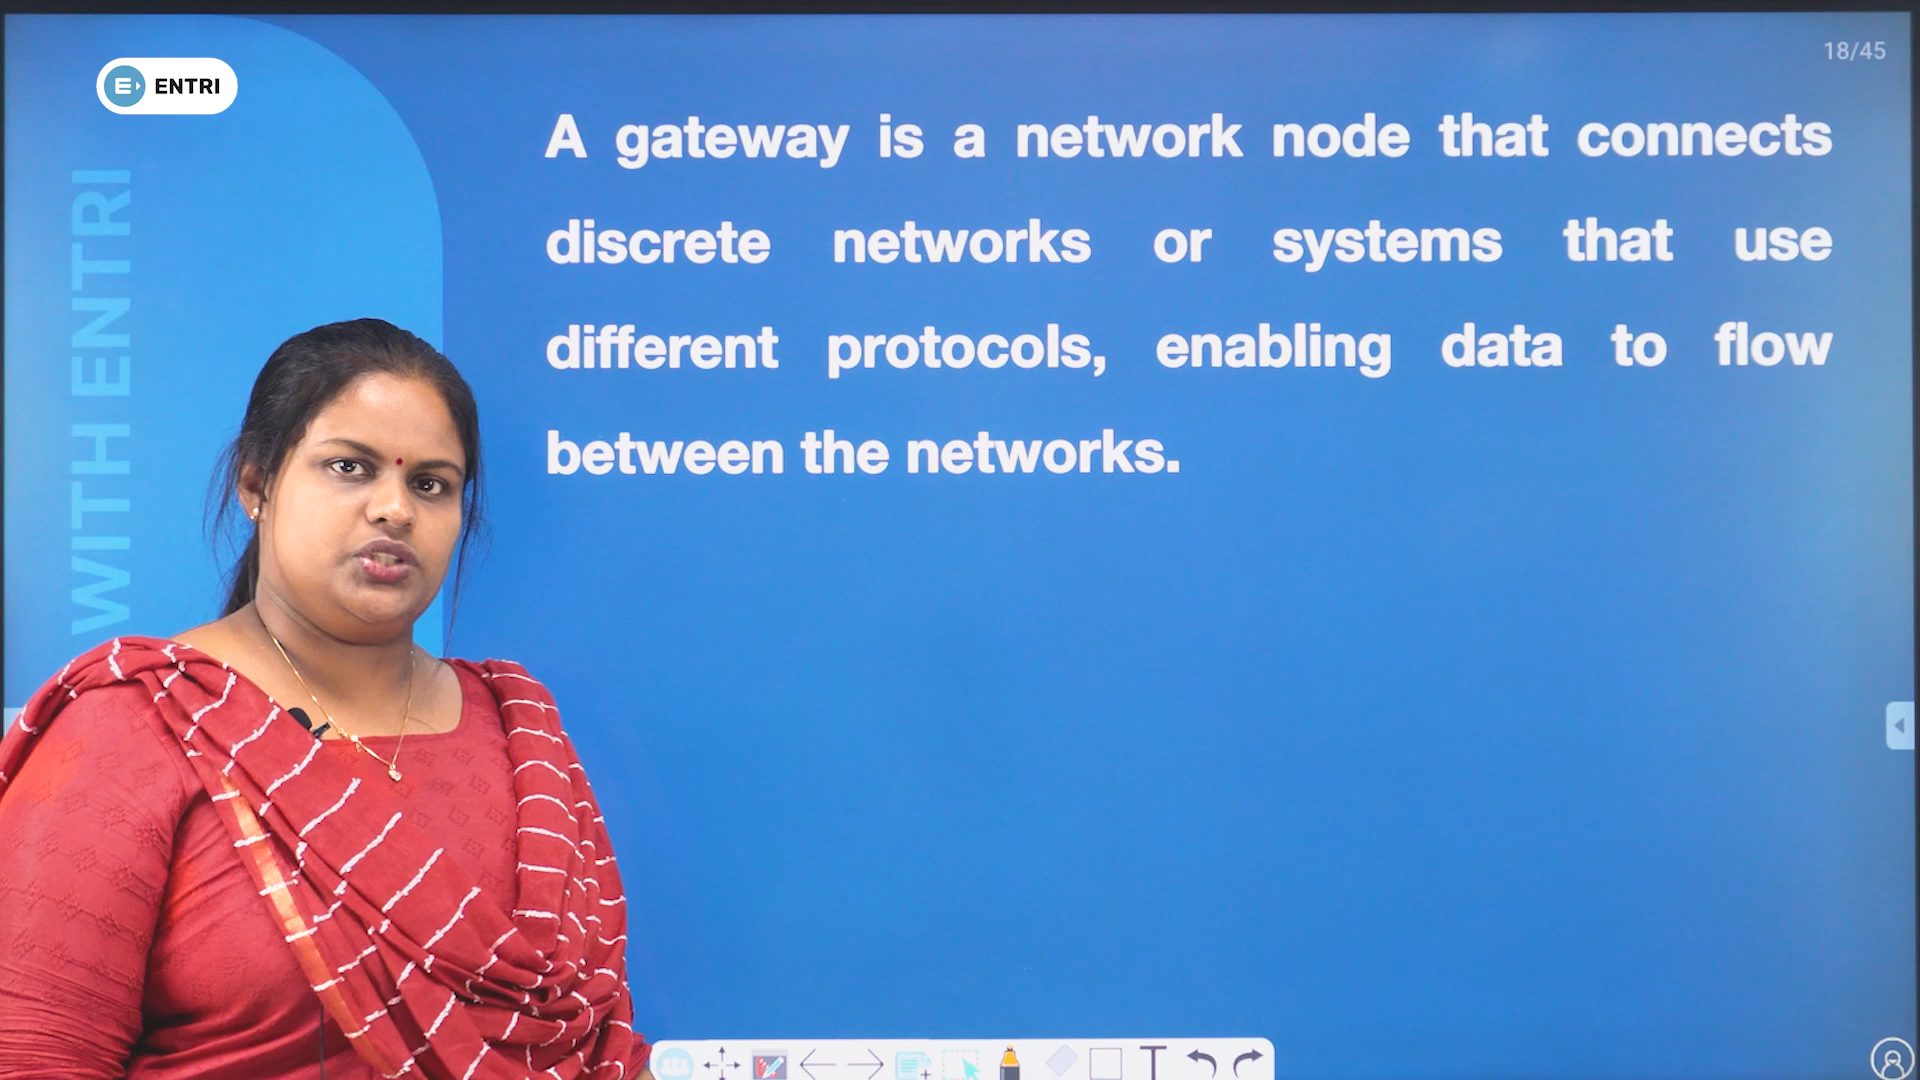 ENTRI
18/45
WITH ENTRI
A gateway is a network node that connects
discrete networks or systems that use
different protocols, enabling data to flow
between the networks.